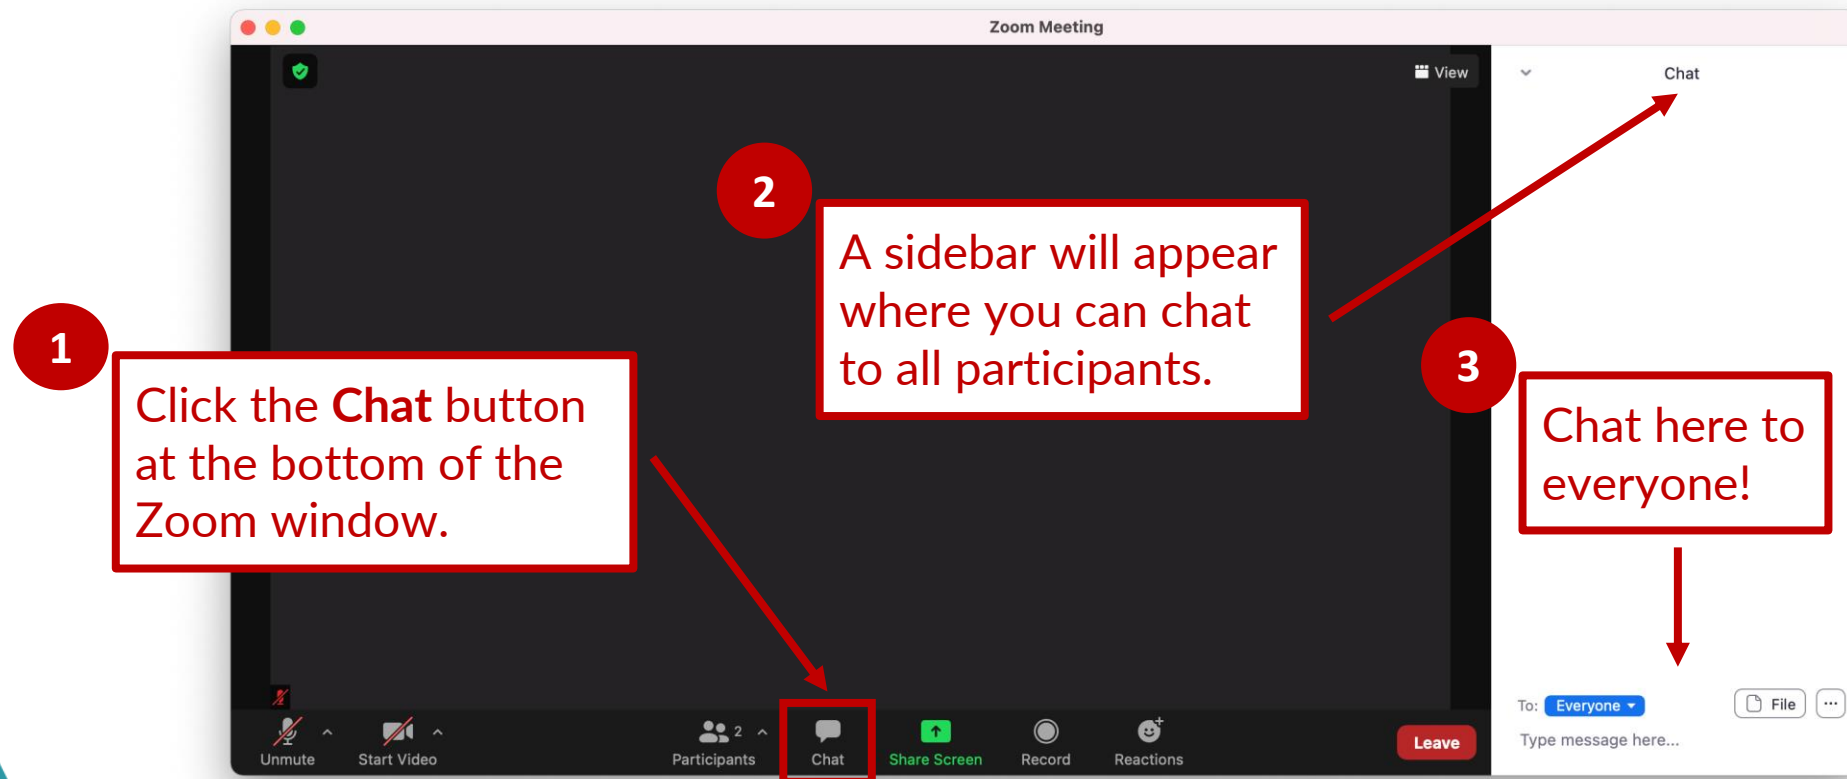 Zoom Meeting
View
Chat
2
A sidebar will appear
where you can chat
to all participants.
1
Click the Chat button
at the bottom of the
Zoom window.
3
Chat here to
everyone!
To: Everyone
File
...
Type message here...
Unmute
Start Video
2
Participants
Chat
Share Screen
Record
Reactions
Leave